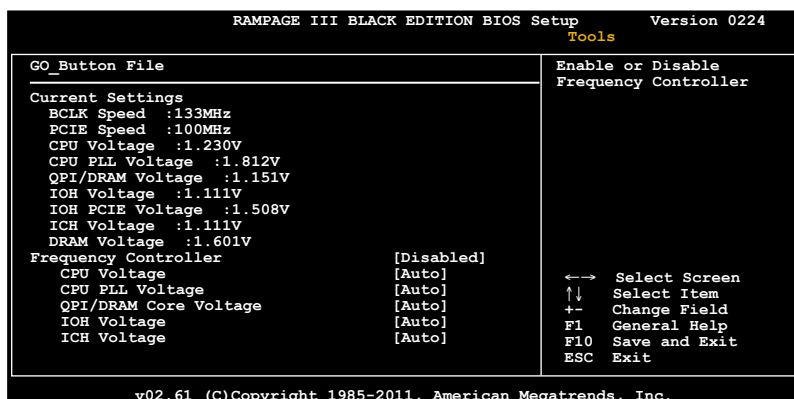 RAMPAGE III BLACK EDITION BIOS Setup Version 0224
Tools
GO_Button File
Current Settings
BCLK Speed :133MHz
PCIE Speed :100MHz
CPU Voltage :1.230V
CPU PLL Voltage :1.812V
QPI/DRAM Voltage :1.151V
IOH Voltage :1.111V
IOH PCIE Voltage :1.508V
ICH Voltage :1.111V
DRAM Voltage :1.601V
Frequency Controller [Disabled]
CPU Voltage [Auto]
CPU PLL Voltage [Auto]
QPI/DRAM Core Voltage [Auto]
IOH Voltage [Auto]
ICH Voltage [Auto]
Enable or Disable
Frequency Controller
←→ Select Screen
↑↓ Select Item
+- Change Field
F1 General Help
F10 Save and Exit
ESC Exit
v02.61 (C)Copyright 1985-2011, American Megatrends, Inc.